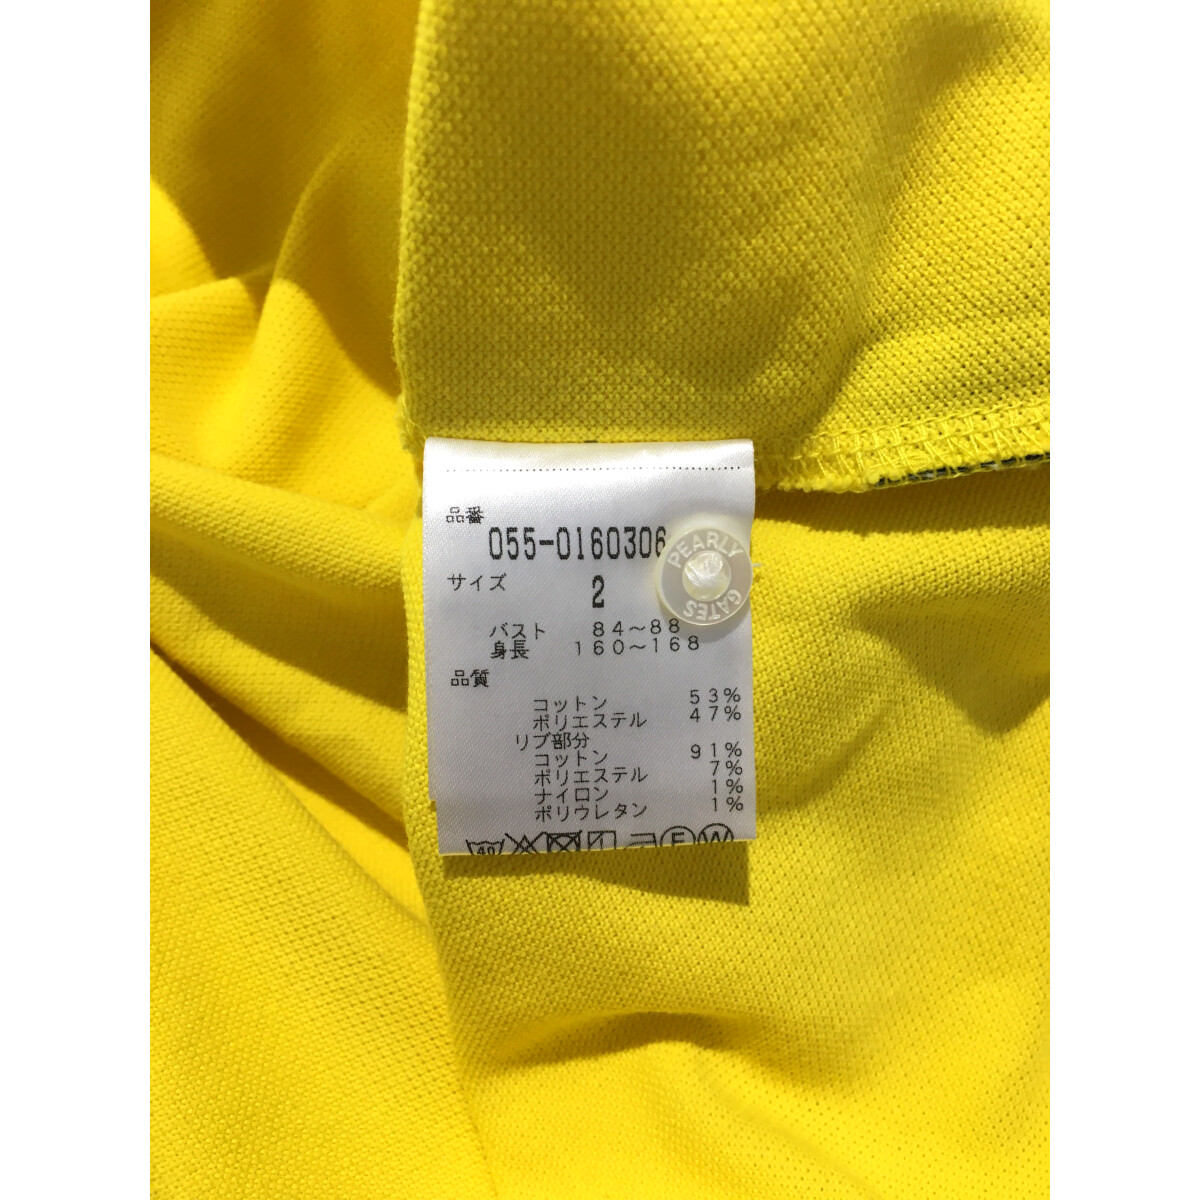 品番
055-0160306
サイズ 2
バスト 84～88
身長 160～168
品質
コットン 53%
ポリエステル 47%
リブ部分
コットン 91%
ポリエステル 7%
ナイロン 1%
ポリウレタン 1%
40 F W
PEARLY
GATES